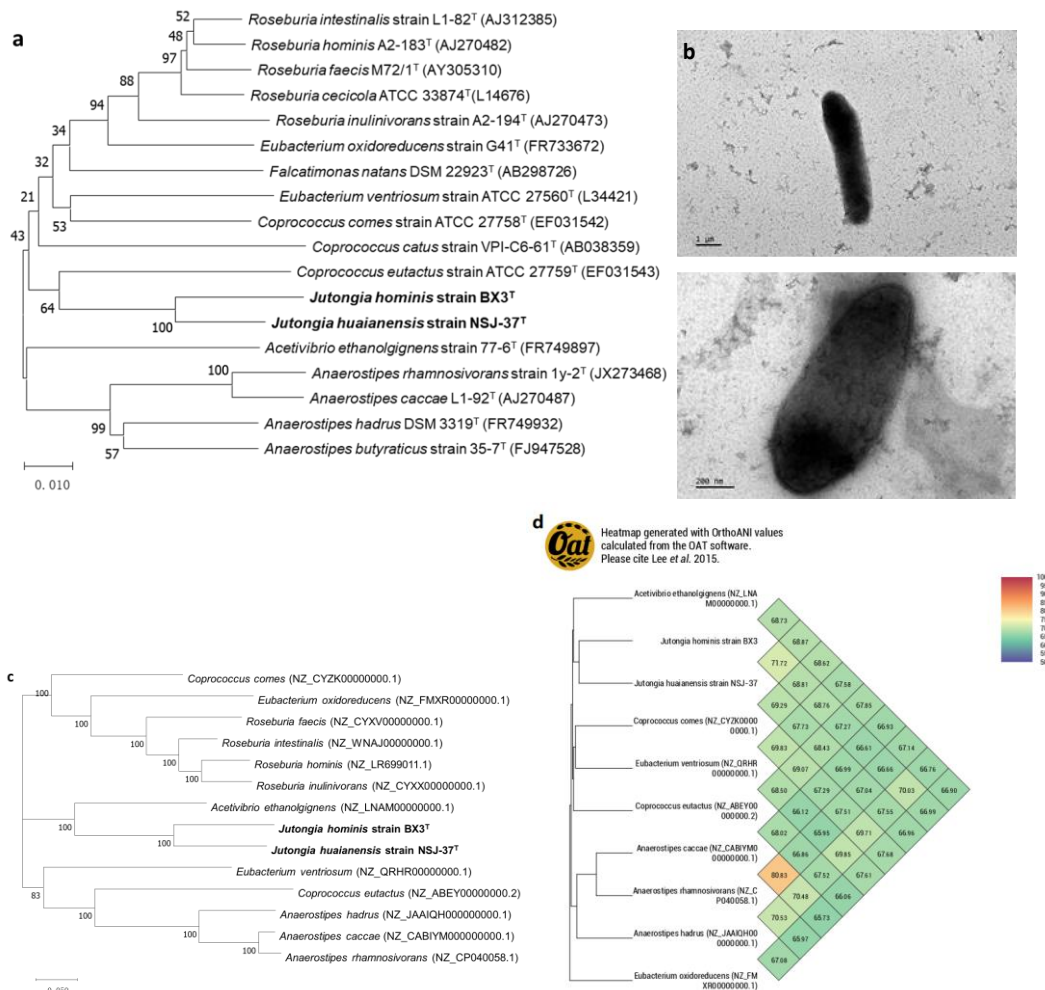 a
Roseburia intestinalis strain L1-82T (AJ312385)
Roseburia hominis A2-183T (AJ270482)
Roseburia faecis M72/1T (AY305310)
Roseburia cecicola ATCC 33874T (L14676)
Roseburia inulinivorans strain A2-194T (AJ270473)
Eubacterium oxidoreducens strain G41T (FR733672)
Falcatimonas natans DSM 22923T (AB298726)
Eubacterium ventriosum strain ATCC 27560T (L34421)
Coprococcus comes strain ATCC 27758T (EF031542)
Coprococcus catus strain VPI-C6-61T (AB038359)
Coprococcus eutactus strain ATCC 27759T (EF031543)
Jutongia hominis strain BX3T
Jutongia huaianensis strain NSJ-37T
Acetivibrio ethanolgignens strain 77-6T (FR749897)
Anaerostipes rhamnosivorans strain 1y-2T (JX273468)
Anaerostipes caccae L1-92T (AJ270487)
Anaerostipes hadrus DSM 3319T (FR749932)
Anaerostipes butyraticus strain 35-7T (FJ947528)
52
48
97
88
94
34
32
53
21
43
64
100
100
99
57
0.010
b
1 μm
200 nm
c
Coprococcus comes (NZ_CYZK00000000.1)
Eubacterium oxidoreducens (NZ_FMXR00000000.1)
Roseburia faecis (NZ_CYXV00000000.1)
Roseburia intestinalis (NZ_WNAJ00000000.1)
Roseburia hominis (NZ_LR699011.1)
Roseburia inulinivorans (NZ_CYXX00000000.1)
Acetivibrio ethanolgignens (NZ_LNAM00000000.1)
Jutongia hominis strain BX3T
Jutongia huaianensis strain NSJ-37T
Eubacterium ventriosum (NZ_QRHR00000000.1)
Coprococcus eutactus (NZ_ABEY00000000.2)
Anaerostipes hadrus (NZ_JAAIQH000000000.1)
Anaerostipes caccae (NZ_CABIYM000000000.1)
Anaerostipes rhamnosivorans (NZ_CP040058.1)
100
100
100
100
100
100
100
83
100
100
100
0.050
d
Oat
Heatmap generated with OrthoANI values
calculated from the OAT software.
Please cite Lee et al. 2015.
Acetivibrio ethanolgignens (NZ_LNA
M00000000.1)
Jutongia hominis strain BX3
Jutongia huaianensis strain NSJ-37
Coprococcus comes (NZ_CYZK0000
0000.1)
Eubacterium ventriosum (NZ_QRHR
00000000.1)
Coprococcus eutactus (NZ_ABEY00
000000.2)
Anaerostipes caccae (NZ_CABIYM0
00000000.1)
Anaerostipes rhamnosivorans (NZ_C
P040058.1)
Anaerostipes hadrus (NZ_JAAIQH00
0000000.1)
Eubacterium oxidoreducens (NZ_FM
XR00000000.1)
68.73
68.87
71.72 68.62
68.81 67.58
69.29 68.76 67.85
67.73 67.27 66.93
69.83 68.43 66.61 67.14
69.07 66.99 66.66 66.76
68.50 67.29 67.04 70.03 66.90
66.12 67.51 67.55 66.99
68.02 65.95 69.71 66.96
66.86 69.85 67.68
80.83 67.52 67.61
70.48 66.06
70.53 65.73
65.97
67.08